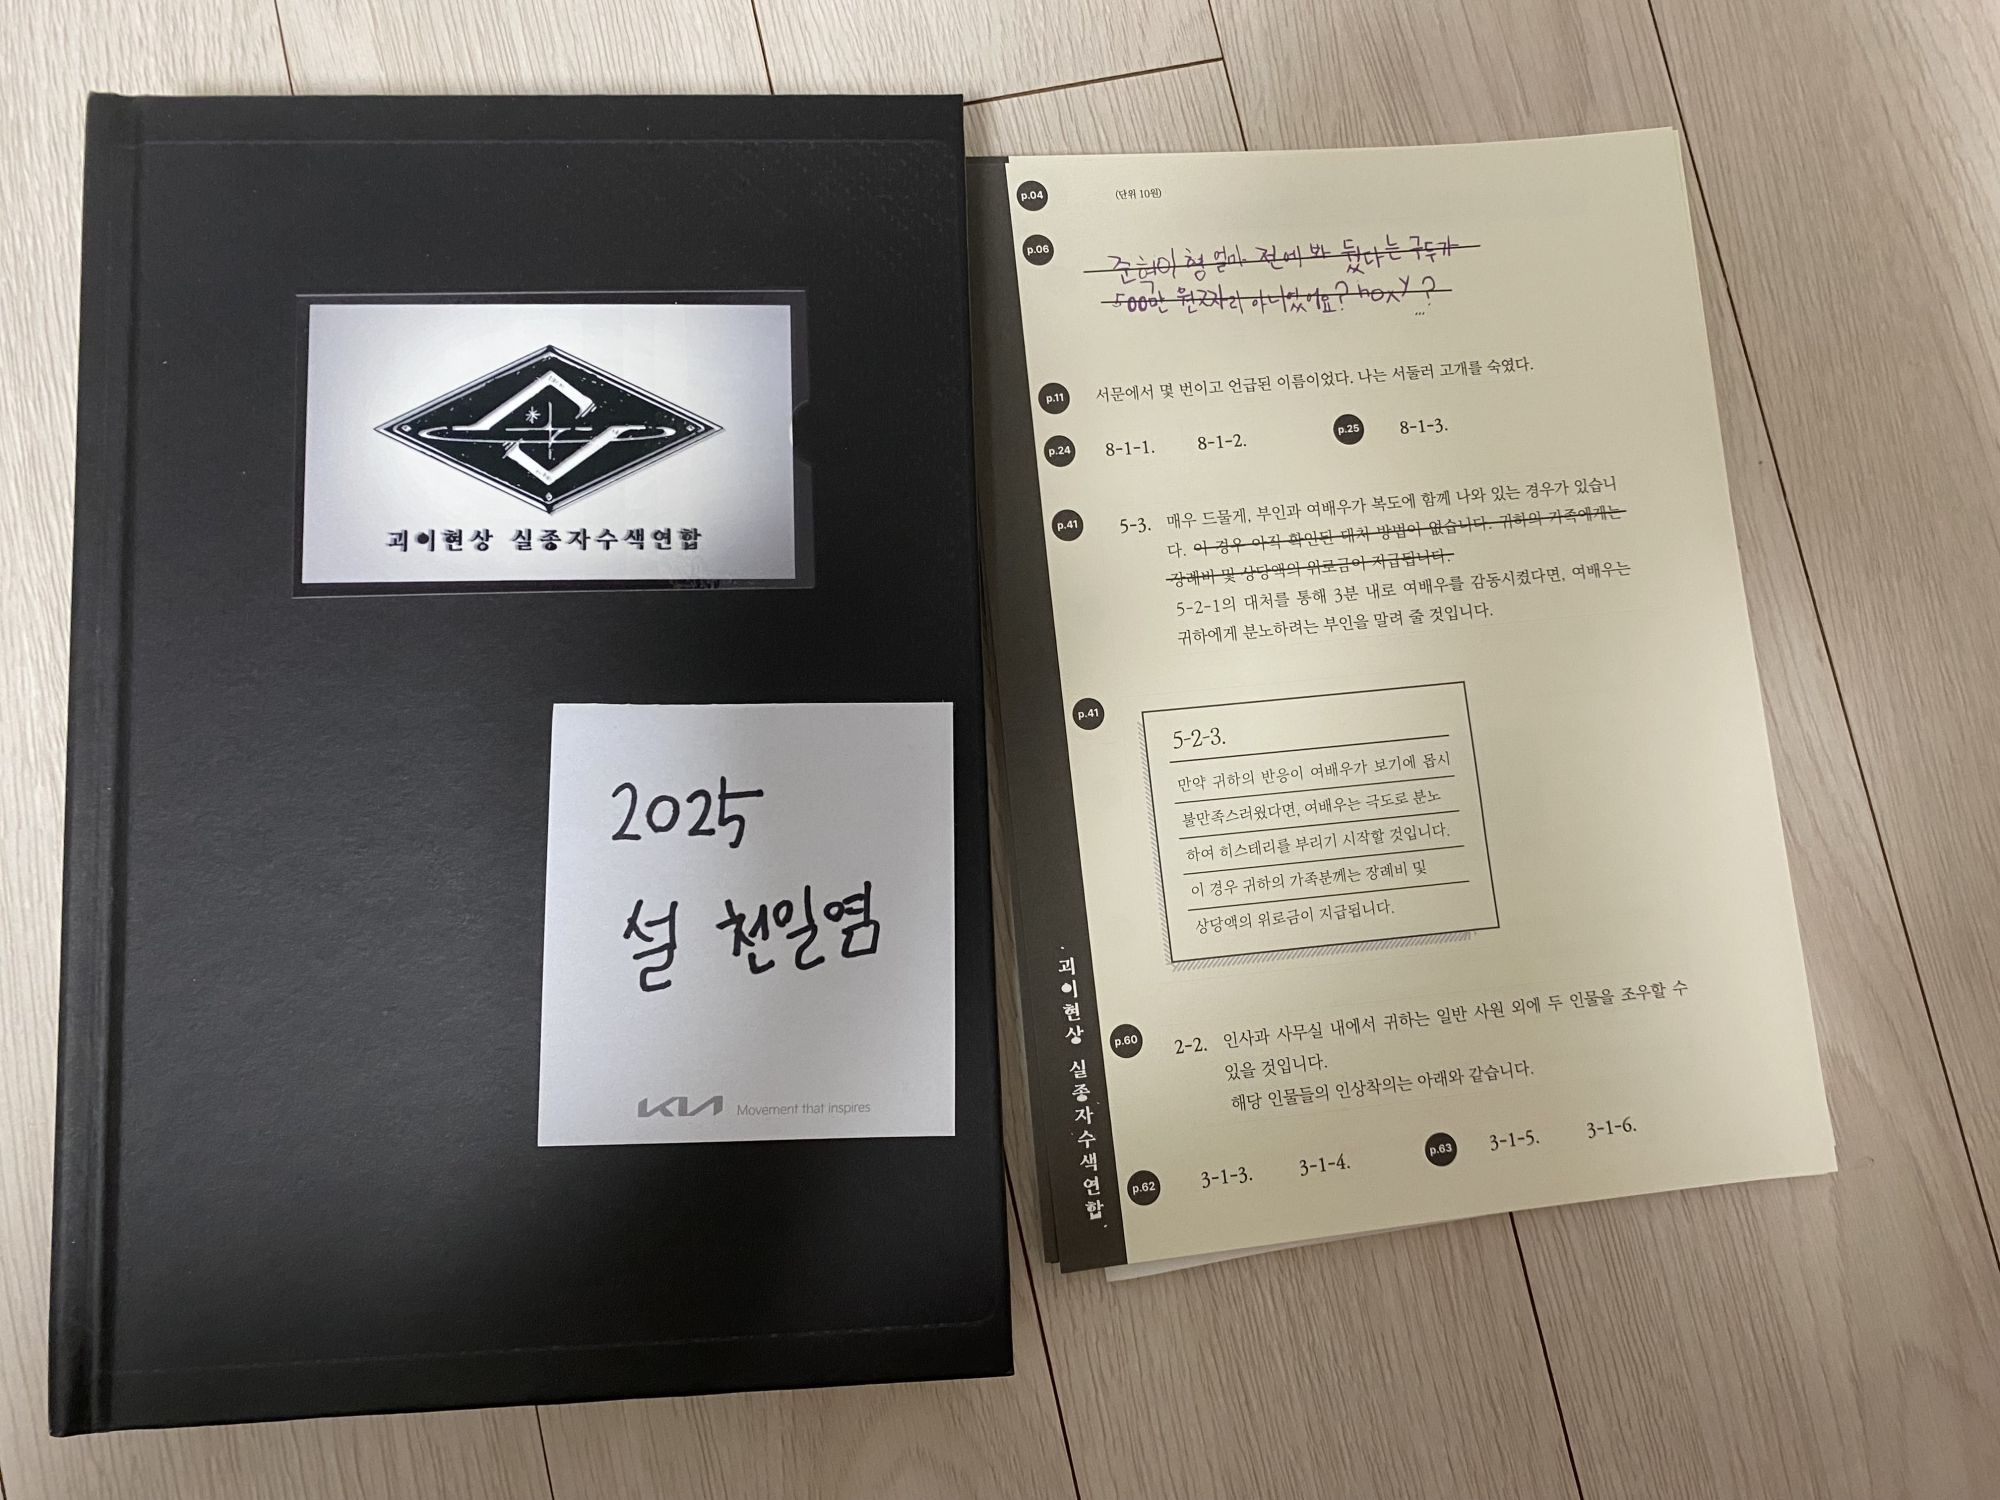 괴이현상 실종자수색연합
2025
설 천일염
KIA Movement that inspires
p.04 (단위 10원)
p.06 준혁이 형 얼마 전에 봐 뒀다는 구두가
500만 원짜리 아니었어요? hoxy...?
p.11 서문에서 몇 번이고 언급된 이름이었다. 나는 서둘러 고개를 숙였다.
p.24 8-1-1. 8-1-2. p.25 8-1-3.
p.41 5-3. 매우 드물게, 부인과 여배우가 복도에 함께 나와 있는 경우가 있습니
다. 이 경우 아직 확인된 대처 방법이 없습니다. 귀하의 가족에게는
장례비 및 상당액의 위로금이 지급됩니다.
5-2-1의 대처를 통해 3분 내로 여배우를 감동시켰다면, 여배우는
귀하에게 분노하려는 부인을 말려 줄 것입니다.
p.41 5-2-3.
만약 귀하의 반응이 여배우가 보기에 몹시
불만족스러웠다면, 여배우는 극도로 분노
하여 히스테리를 부리기 시작할 것입니다.
이 경우 귀하의 가족분께는 장례비 및
상당액의 위로금이 지급됩니다.
p.60 2-2. 인사과 사무실 내에서 귀하는 일반 사원 외에 두 인물을 조우할 수
있을 것입니다.
해당 인물들의 인상착의는 아래와 같습니다.
p.62 3-1-3. 3-1-4. p.63 3-1-5. 3-1-6.
괴이현상 실종자수색연합